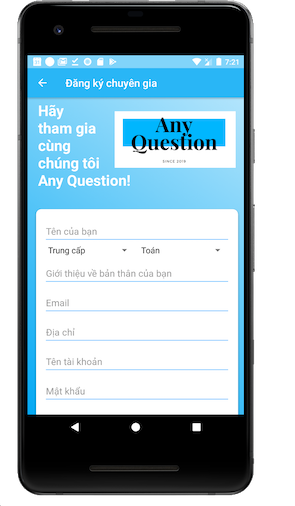 7:21
Đăng ký chuyên gia
Hãy
tham gia
cùng
chúng tôi
Any Question!
Any
Question
SINCE 2019
Tên của bạn
Trung cấp Toán
Giới thiệu về bản thân của bạn
Email
Địa chỉ
Tên tài khoản
Mật khẩu